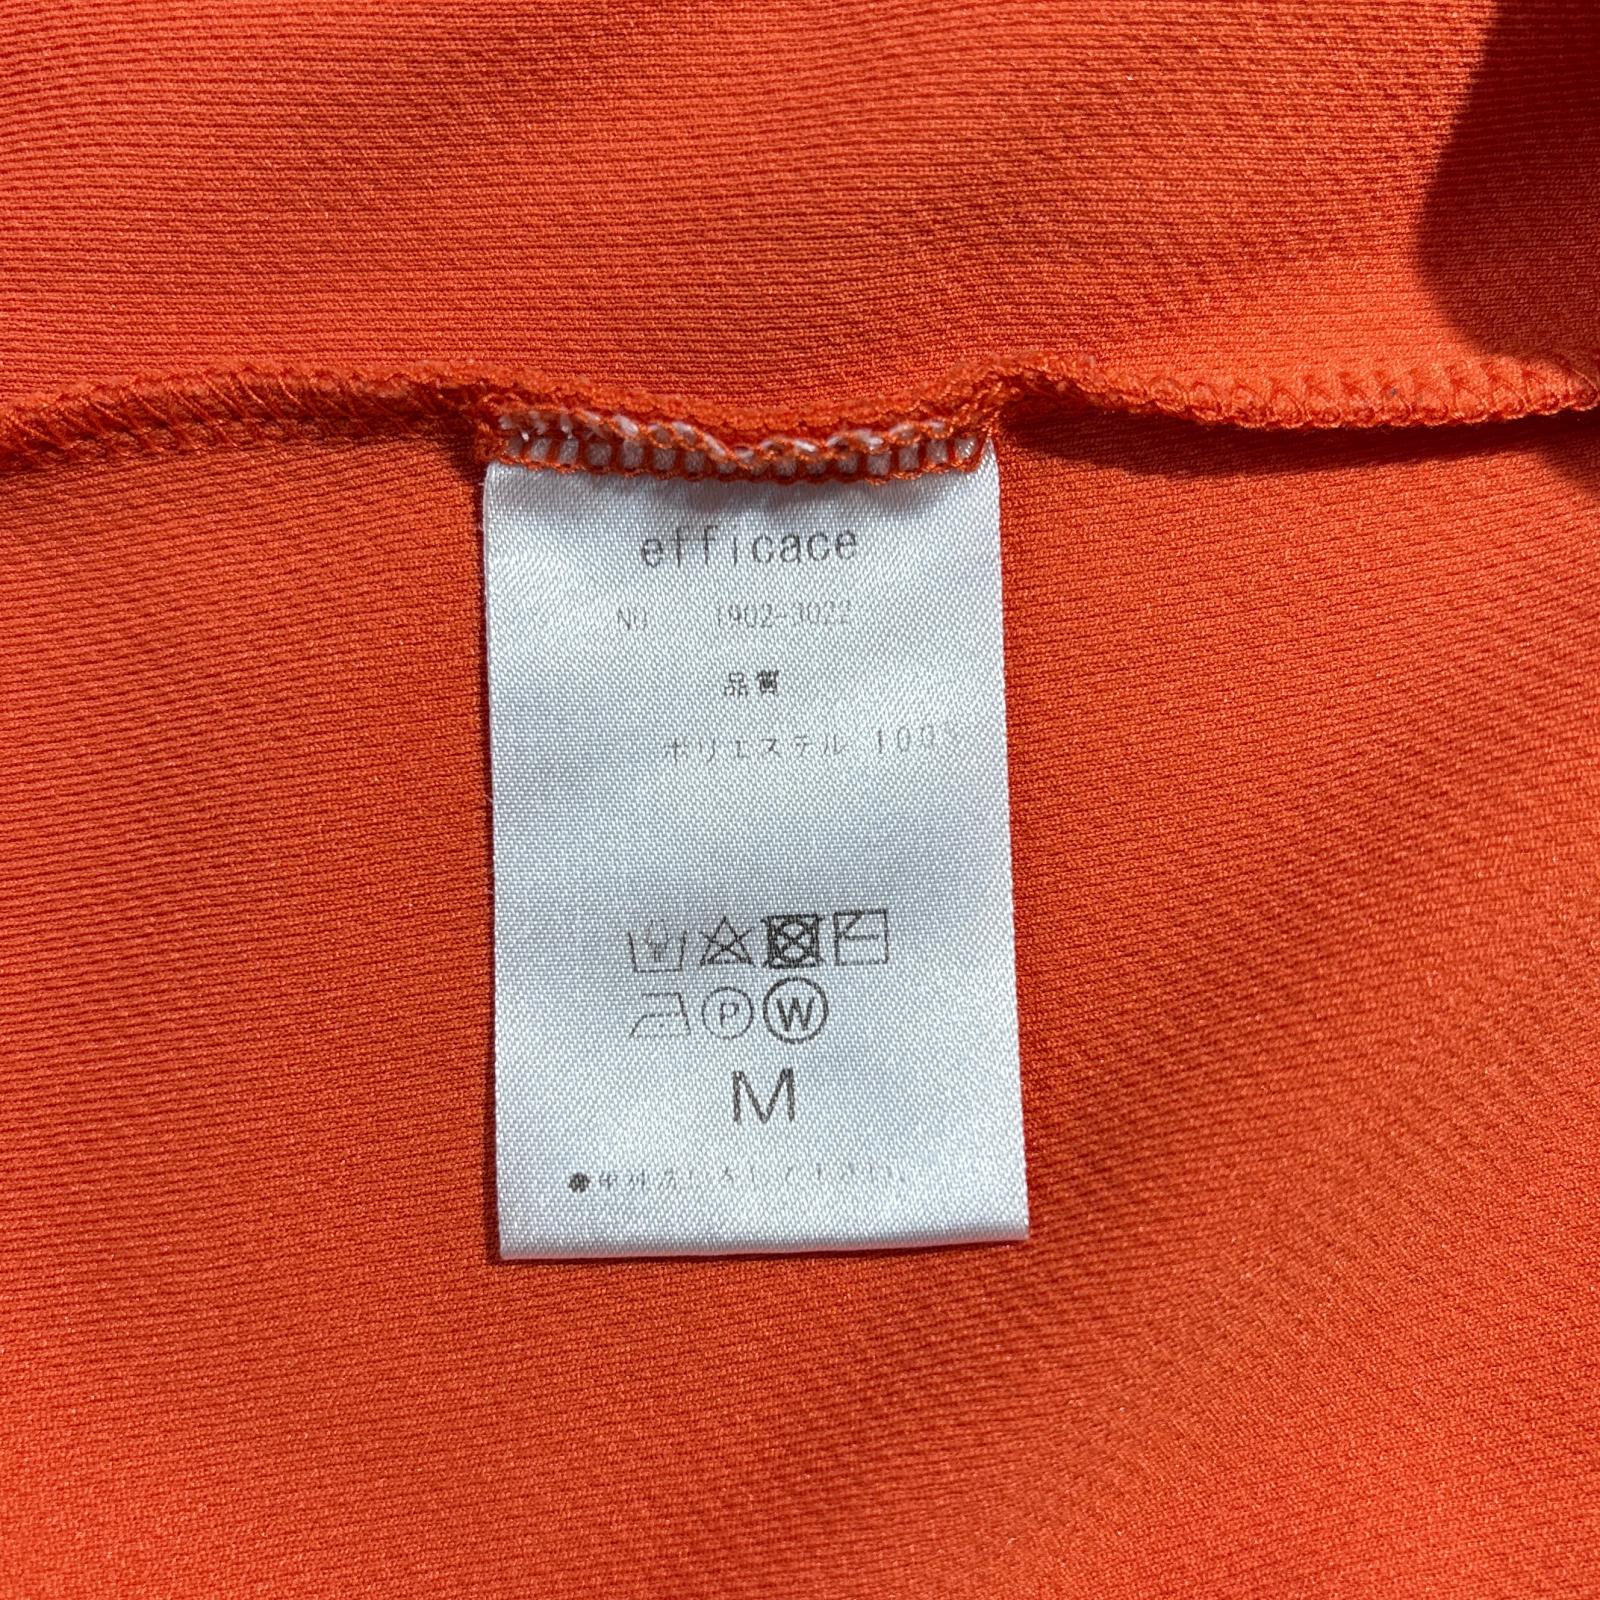 efficace
NO 1902-3022
品質
ポリエステル 100%
P W
M